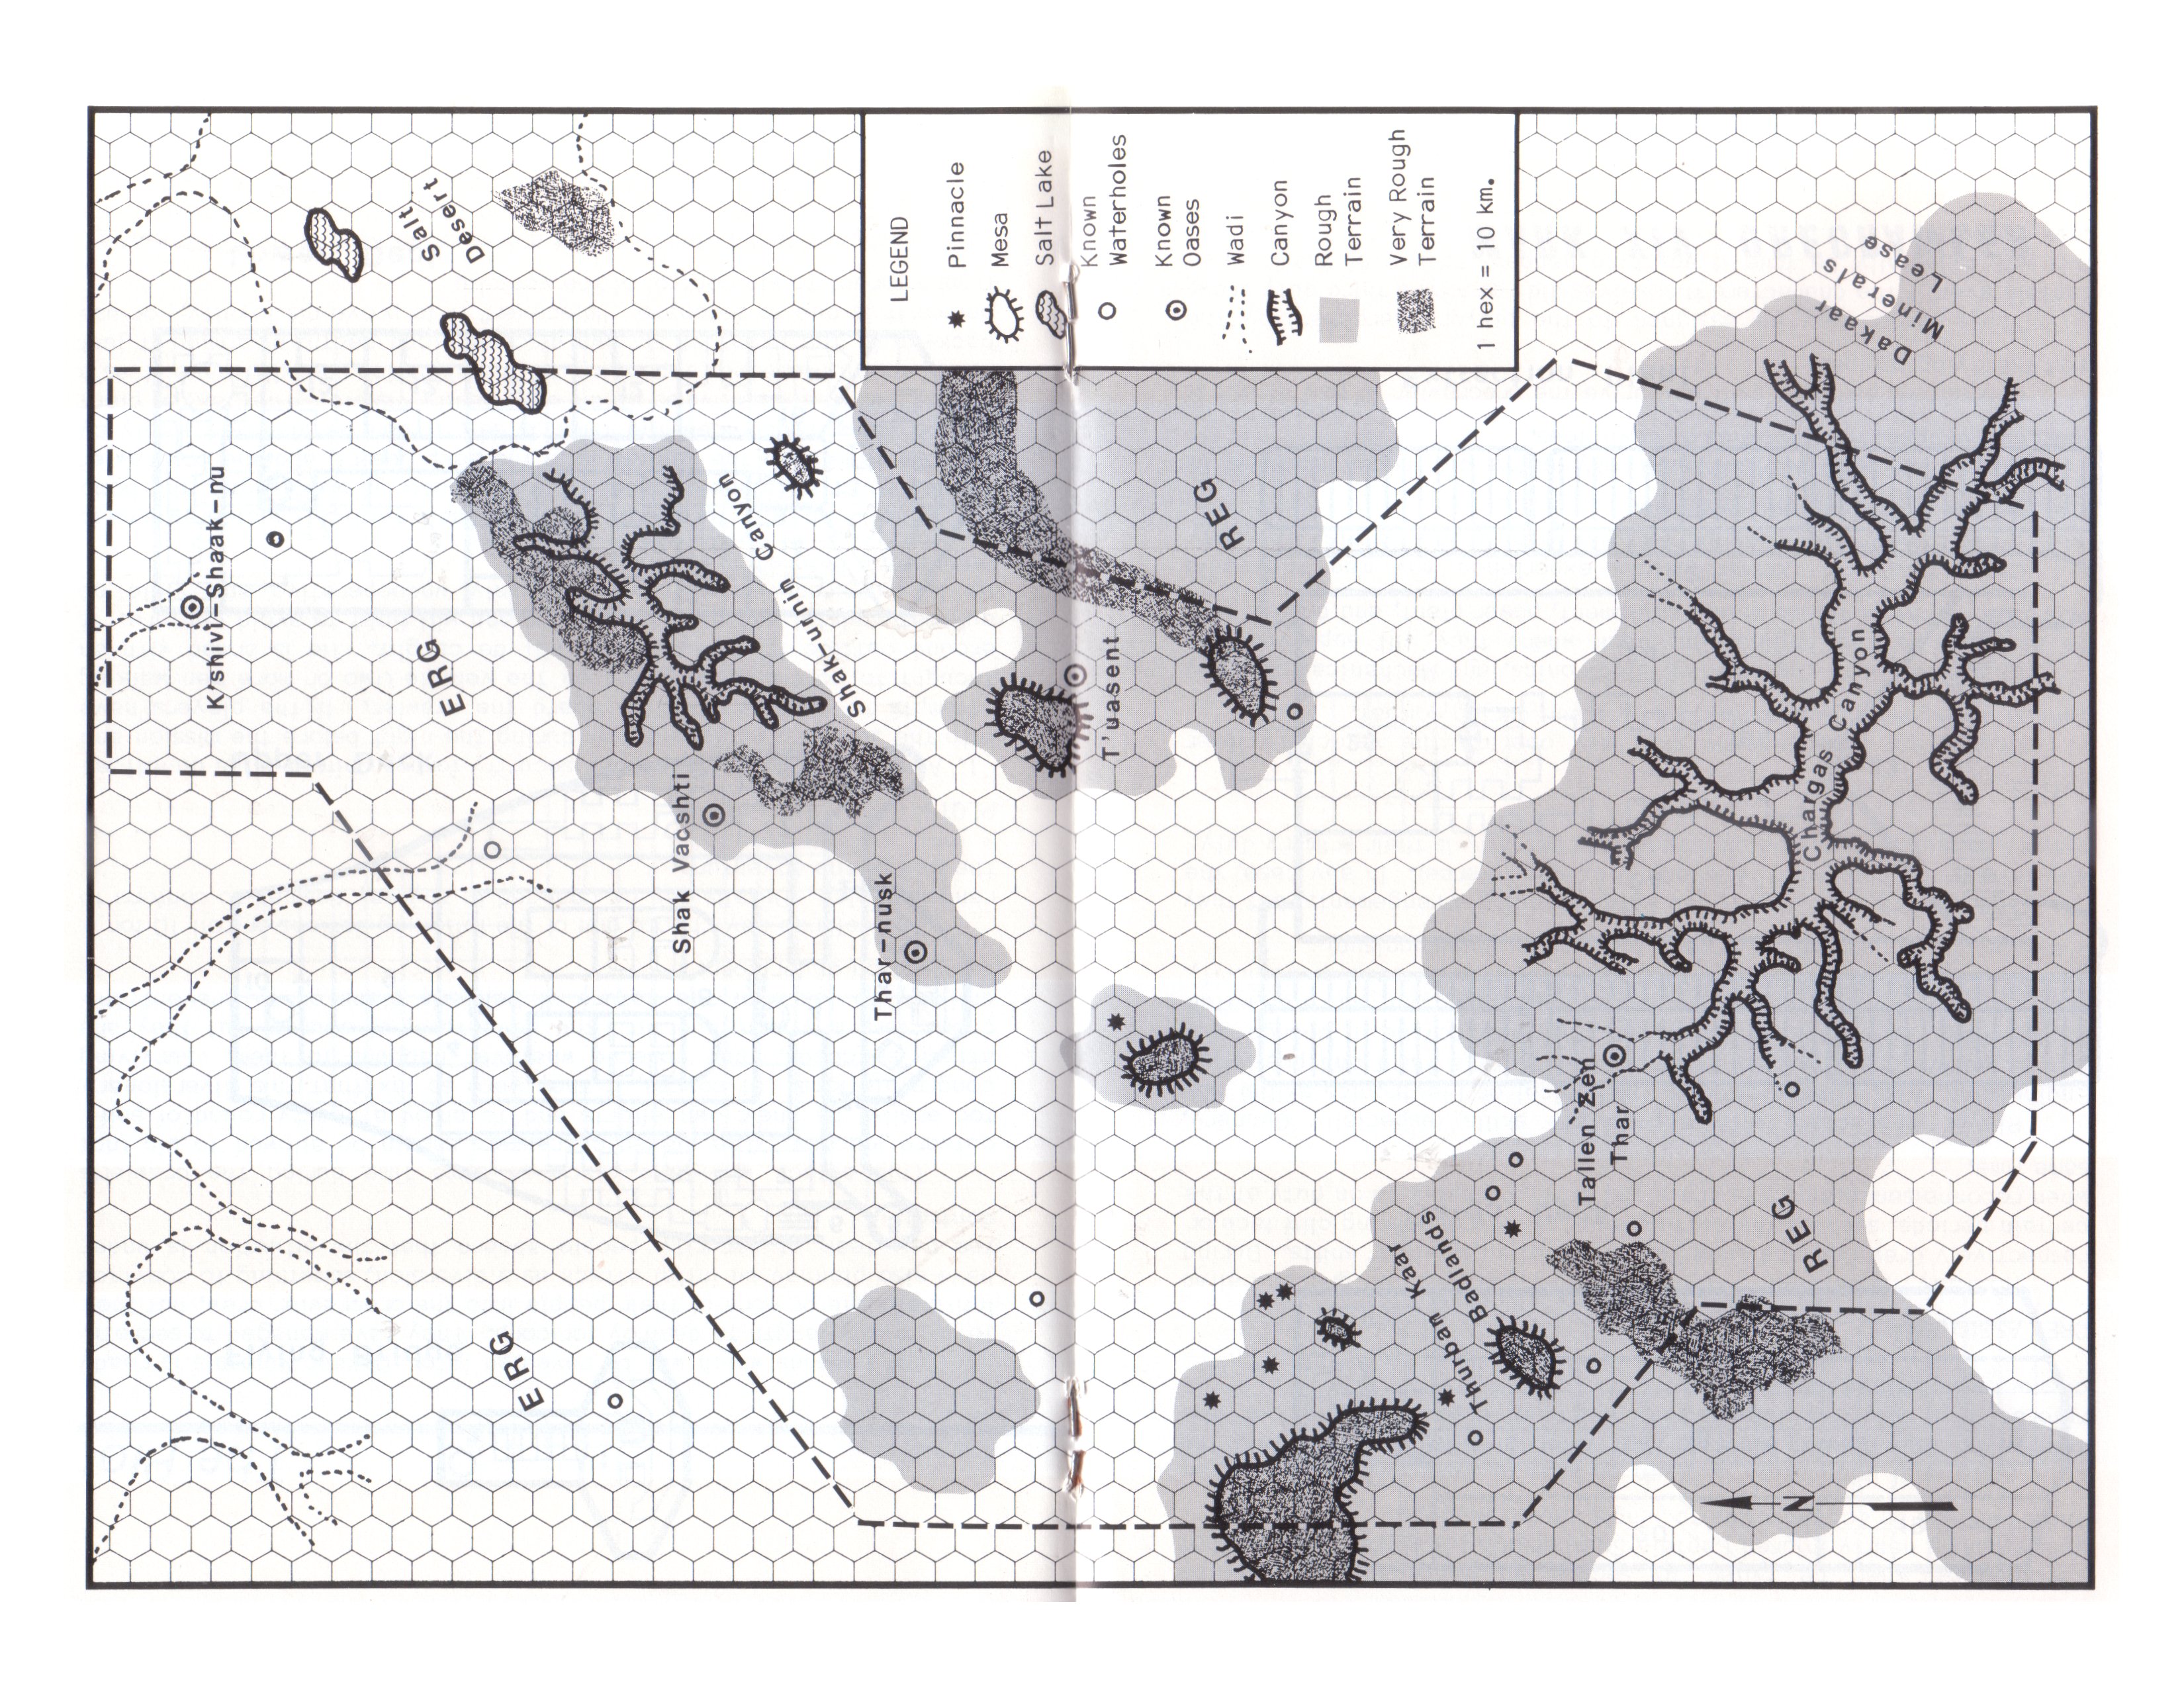 LEGEND
Pinnacle
Mesa
Salt Lake
Known
Waterholes
Known
Oases
Wadi
Canyon
Rough
Terrain
Very Rough
Terrain
1 hex = 10 km.
Salt
Desert
K'shivi-Shaak-nu
ERG
Shak-urnim Canyon
REG
T'uasent
Shak Vacshti
Thar-nusk
Dakaar
Minerals
Lease
Chargas Canyon
Tallen Zen
Thar
REG
Thurban Kaar
Badlands
ERG
N